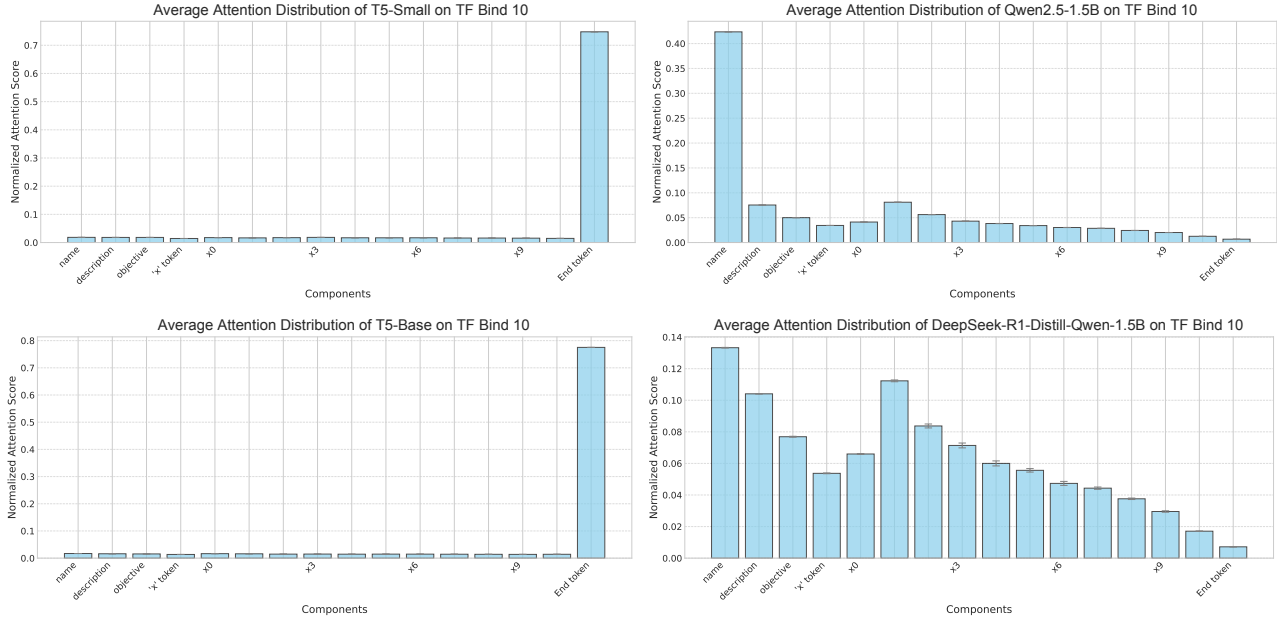 Average Attention Distribution of T5-Small on TF Bind 10
Normalized Attention Score
0.7
0.6
0.5
0.4
0.3
0.2
0.1
0.0
name
description
objective
'x' token
x0
x3
x6
x9
End token
Components
Average Attention Distribution of Qwen2.5-1.5B on TF Bind 10
Normalized Attention Score
0.40
0.35
0.30
0.25
0.20
0.15
0.10
0.05
0.00
name
description
objective
'x' token
x0
x3
x6
x9
End token
Components
Average Attention Distribution of T5-Base on TF Bind 10
Normalized Attention Score
0.8
0.7
0.6
0.5
0.4
0.3
0.2
0.1
0.0
name
description
objective
'x' token
x0
x3
x6
x9
End token
Components
Average Attention Distribution of DeepSeek-R1-Distill-Qwen-1.5B on TF Bind 10
Normalized Attention Score
0.14
0.12
0.10
0.08
0.06
0.04
0.02
0.00
name
description
objective
'x' token
x0
x3
x6
x9
End token
Components